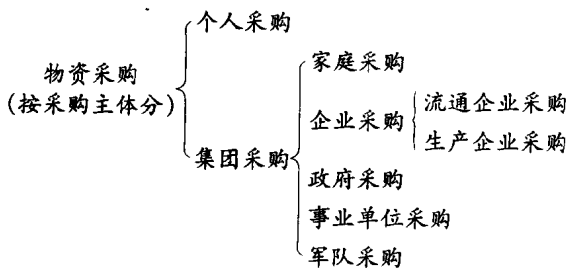 物资采购
(按采购主体分)
个人采购
集团采购
家庭采购
企业采购
流通企业采购
生产企业采购
政府采购
事业单位采购
军队采购